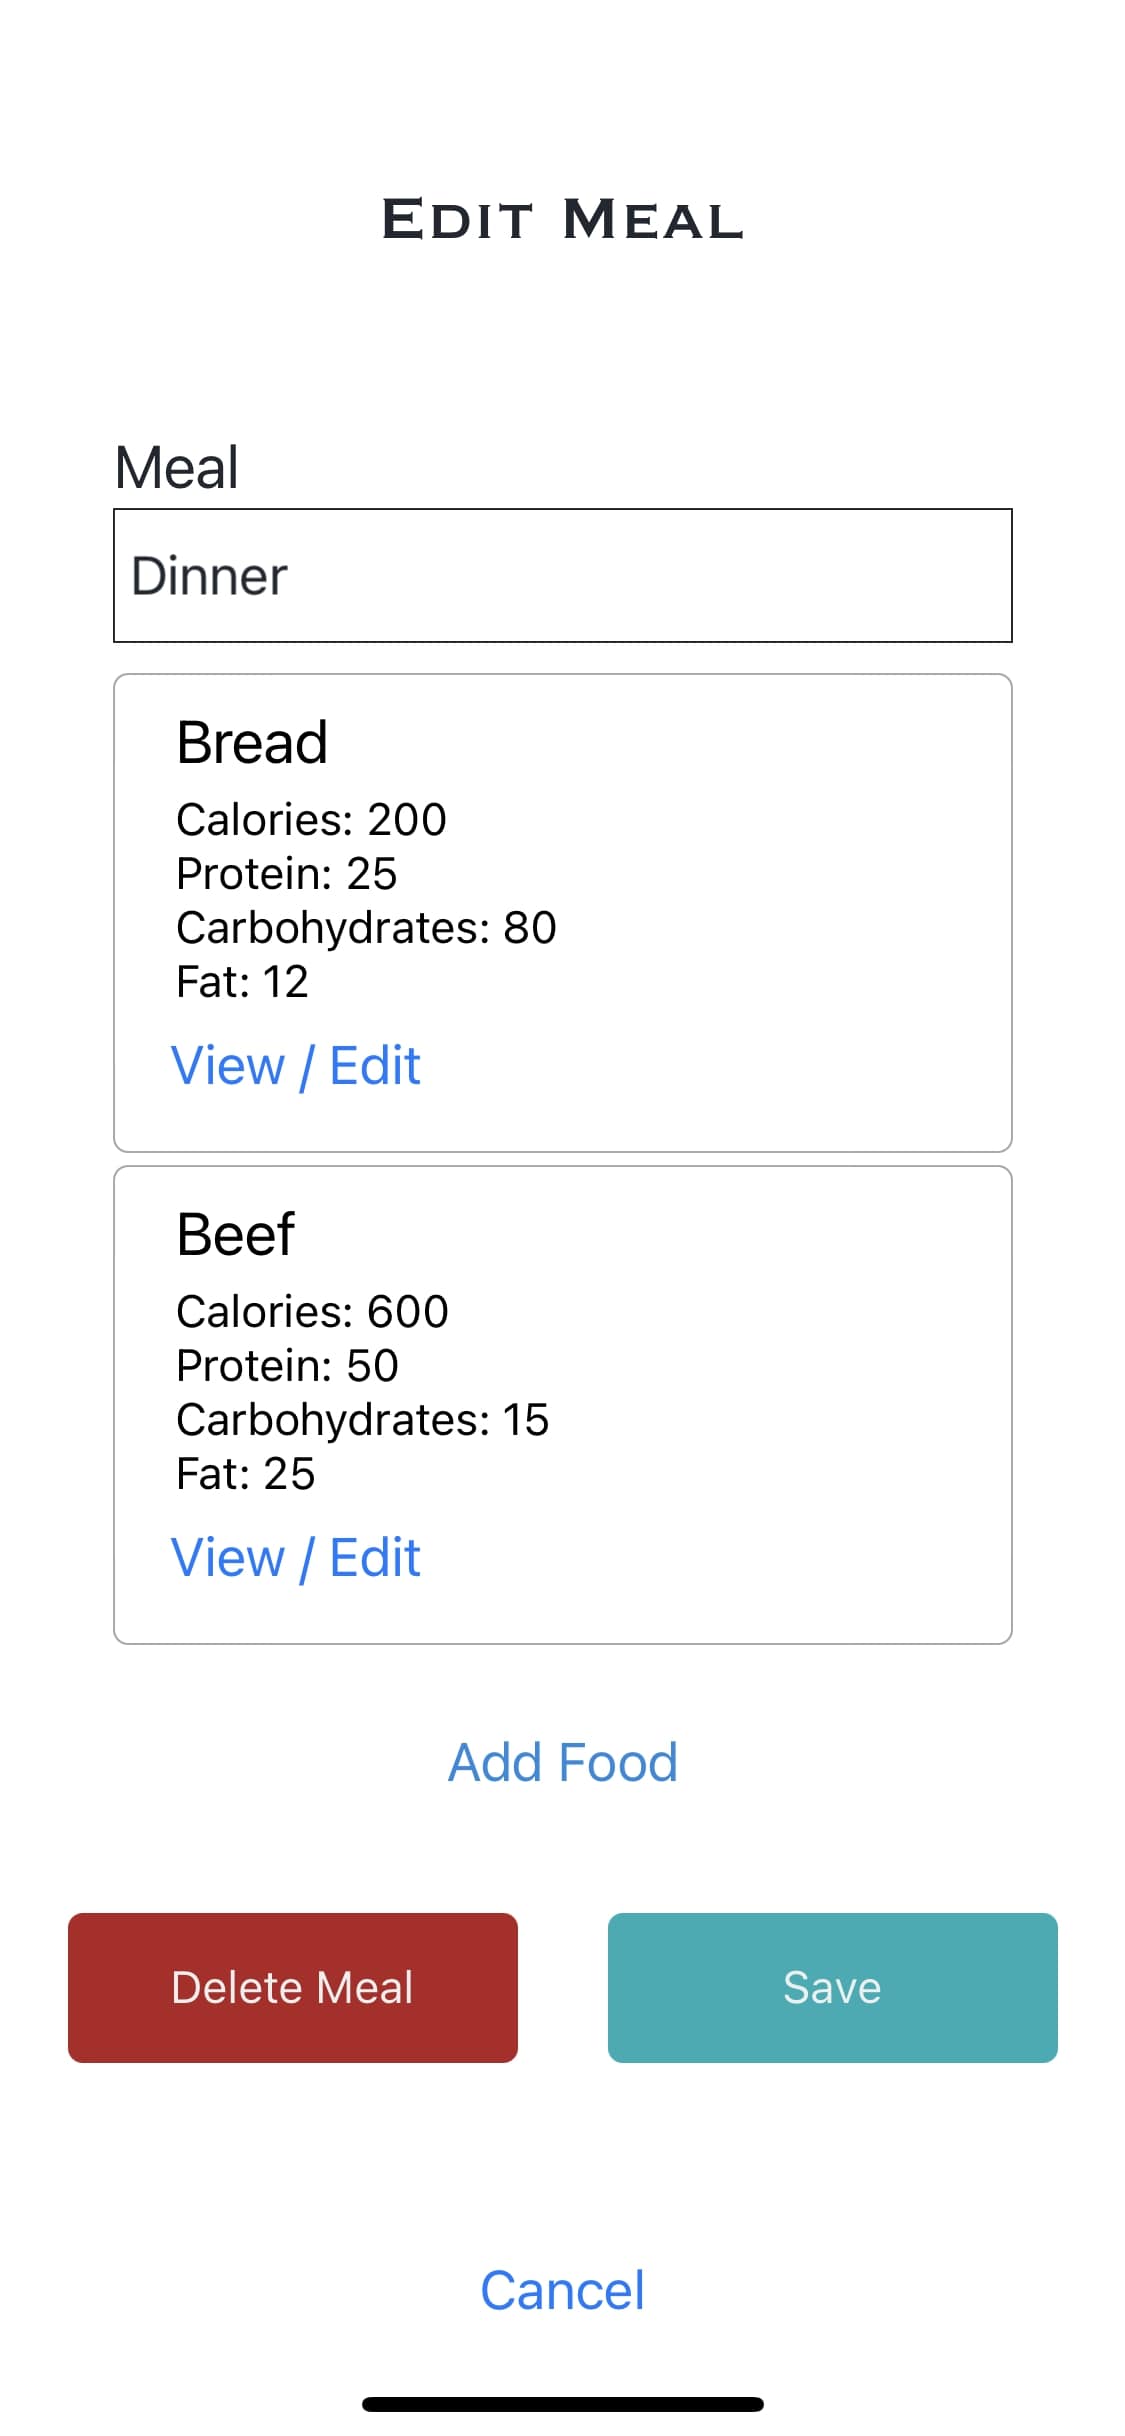 Edit Meal
Meal
Dinner
Bread
Calories: 200
Protein: 25
Carbohydrates: 80
Fat: 12
View / Edit
Beef
Calories: 600
Protein: 50
Carbohydrates: 15
Fat: 25
View / Edit
Add Food
Delete Meal
Save
Cancel